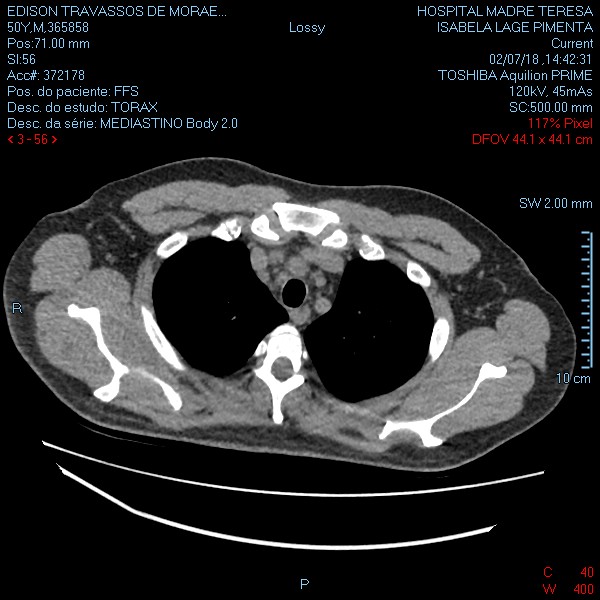 EDISON TRAVASSOS DE MORAE...
50Y,M,365858
Pos:71.00 mm
SI:56
Acc#: 372178
Pos. do paciente: FFS
Desc. do estudo: TORAX
Desc. da série: MEDIASTINO Body 2.0
< 3 - 56 >
Lossy
HOSPITAL MADRE TERESA
ISABELA LAGE PIMENTA
Current
02/07/18 ,14:42:31
TOSHIBA Aquilion PRIME
120kV, 45mAs
SC:500.00 mm
117% Pixel
DFOV 44.1 x 44.1 cm
SW 2.00 mm
R
10 cm
P
C 40
W 400